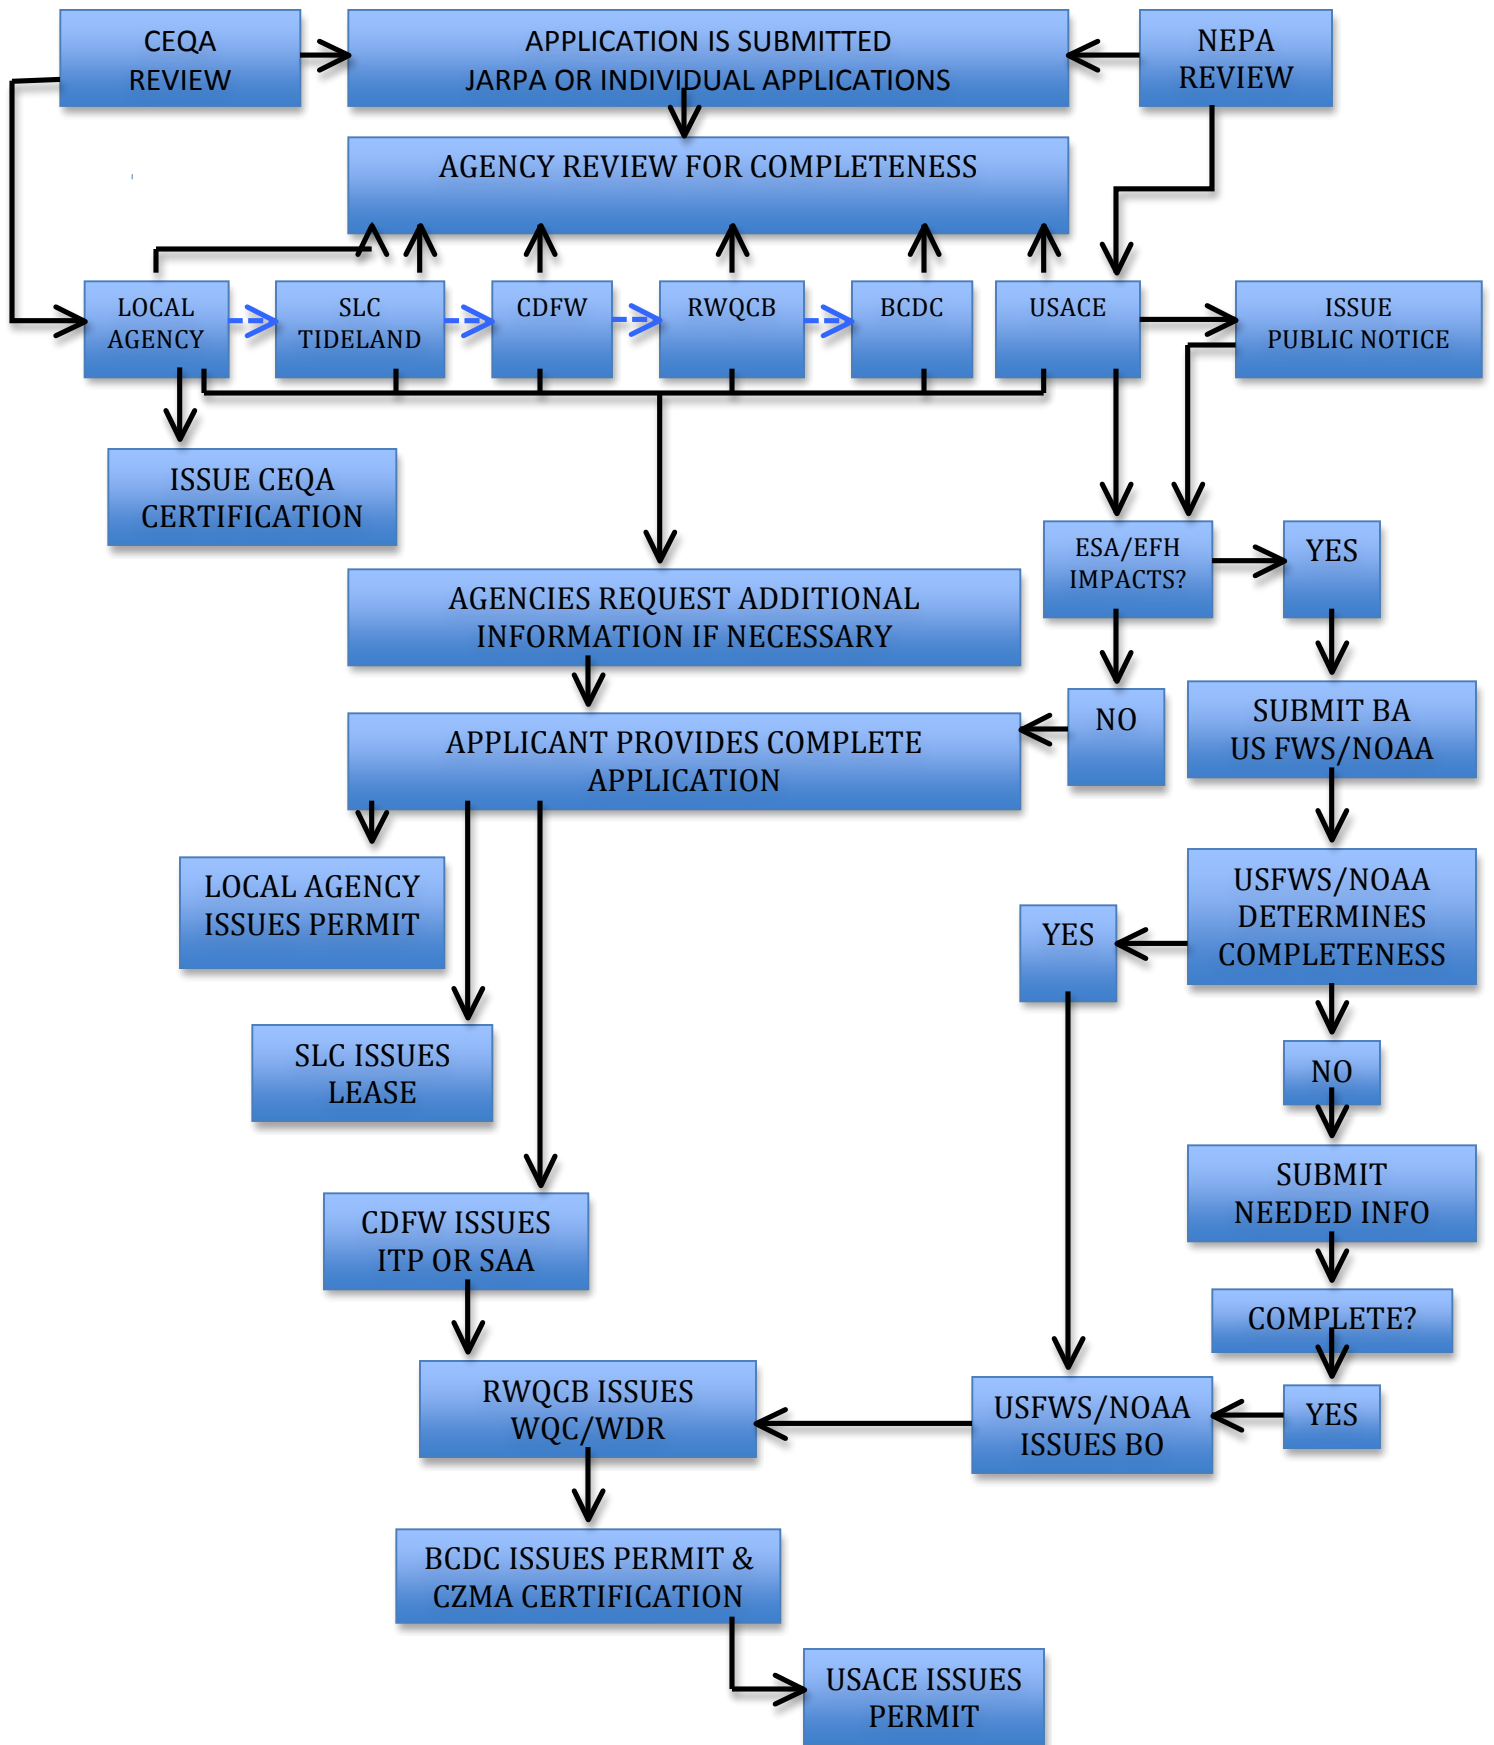 CEQA
REVIEW
APPLICATION IS SUBMITTED
JARPA OR INDIVIDUAL APPLICATIONS
NEPA
REVIEW
AGENCY REVIEW FOR COMPLETENESS
LOCAL
AGENCY
SLC
TIDELAND
CDFW
RWQCB
BCDC
USACE
ISSUE
PUBLIC NOTICE
ISSUE CEQA
CERTIFICATION
ESA/EFH
IMPACTS?
YES
AGENCIES REQUEST ADDITIONAL
INFORMATION IF NECESSARY
NO
SUBMIT BA
US FWS/NOAA
APPLICANT PROVIDES COMPLETE
APPLICATION
LOCAL AGENCY
ISSUES PERMIT
USFWS/NOAA
DETERMINES
COMPLETENESS
YES
SLC ISSUES
LEASE
NO
SUBMIT
NEEDED INFO
CDFW ISSUES
ITP OR SAA
COMPLETE?
RWQCB ISSUES
WQC/WDR
USFWS/NOAA
ISSUES BO
YES
BCDC ISSUES PERMIT &
CZMA CERTIFICATION
USACE ISSUES
PERMIT